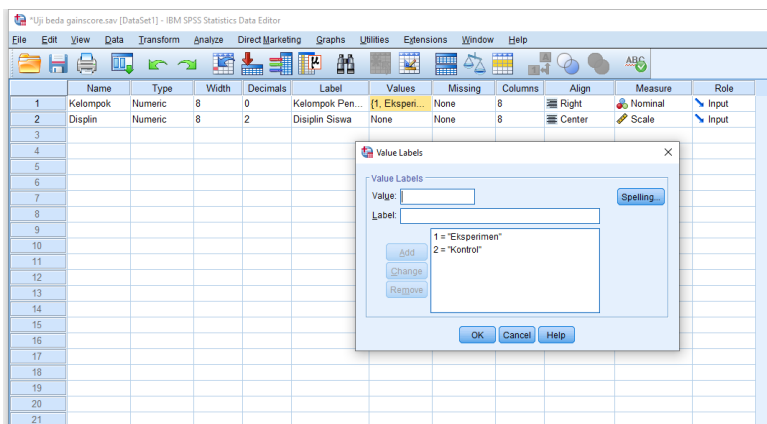 *Uji beda gainscore.sav [DataSet1] - IBM SPSS Statistics Data Editor
File Edit View Data Transform Analyze Direct Marketing Graphs Utilities Extensions Window Help
Name Type Width Decimals Label Values Missing Columns Align Measure Role
1 Kelompok Numeric 8 0 Kelompok Pen... {1, Eksperi... None 8 Right Nominal Input
2 Displin Numeric 8 2 Disiplin Siswa None None 8 Center Scale Input
3
4
5
6
7
8
9
10
11
12
13
14
15
16
17
18
19
20
21
Value Labels
Value Labels
Value:
Spelling...
Label:
1 = "Eksperimen"
2 = "Kontrol"
Add
Change
Remove
OK Cancel Help